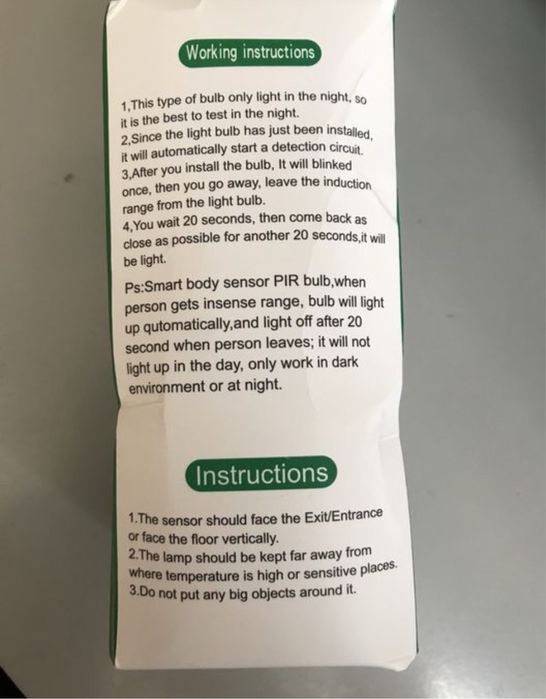 Working instructions
1,This type of bulb only light in the night, so
it is the best to test in the night.
2,Since the light bulb has just been installed,
it will automatically start a detection circuit.
3,After you install the bulb, It will blinked
once, then you go away, leave the induction
range from the light bulb.
4,You wait 20 seconds, then come back as
close as possible for another 20 seconds,it will
be light.
Ps:Smart body sensor PIR bulb,when
person gets insense range, bulb will light
up qutomatically,and light off after 20
second when person leaves; it will not
light up in the day, only work in dark
environment or at night.
Instructions
1.The sensor should face the Exit/Entrance
or face the floor vertically.
2.The lamp should be kept far away from
where temperature is high or sensitive places.
3.Do not put any big objects around it.